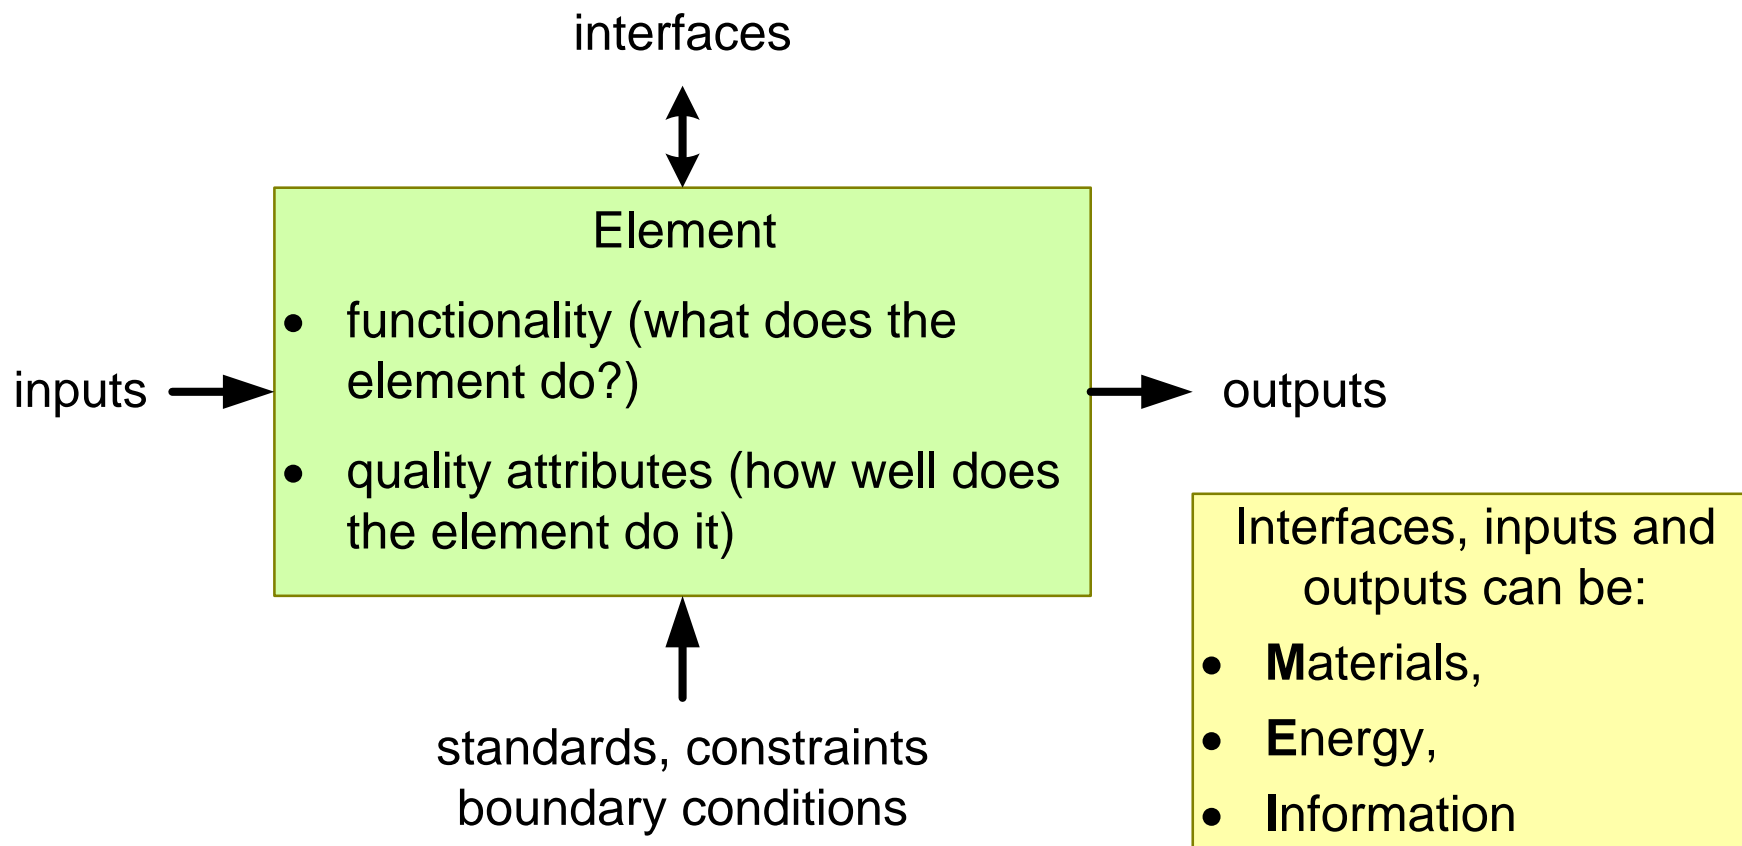 interfaces
Element
• functionality (what does the
element do?)
• quality attributes (how well does
the element do it)
inputs
outputs
standards, constraints
boundary conditions
Interfaces, inputs and
outputs can be:
• Materials,
• Energy,
• Information